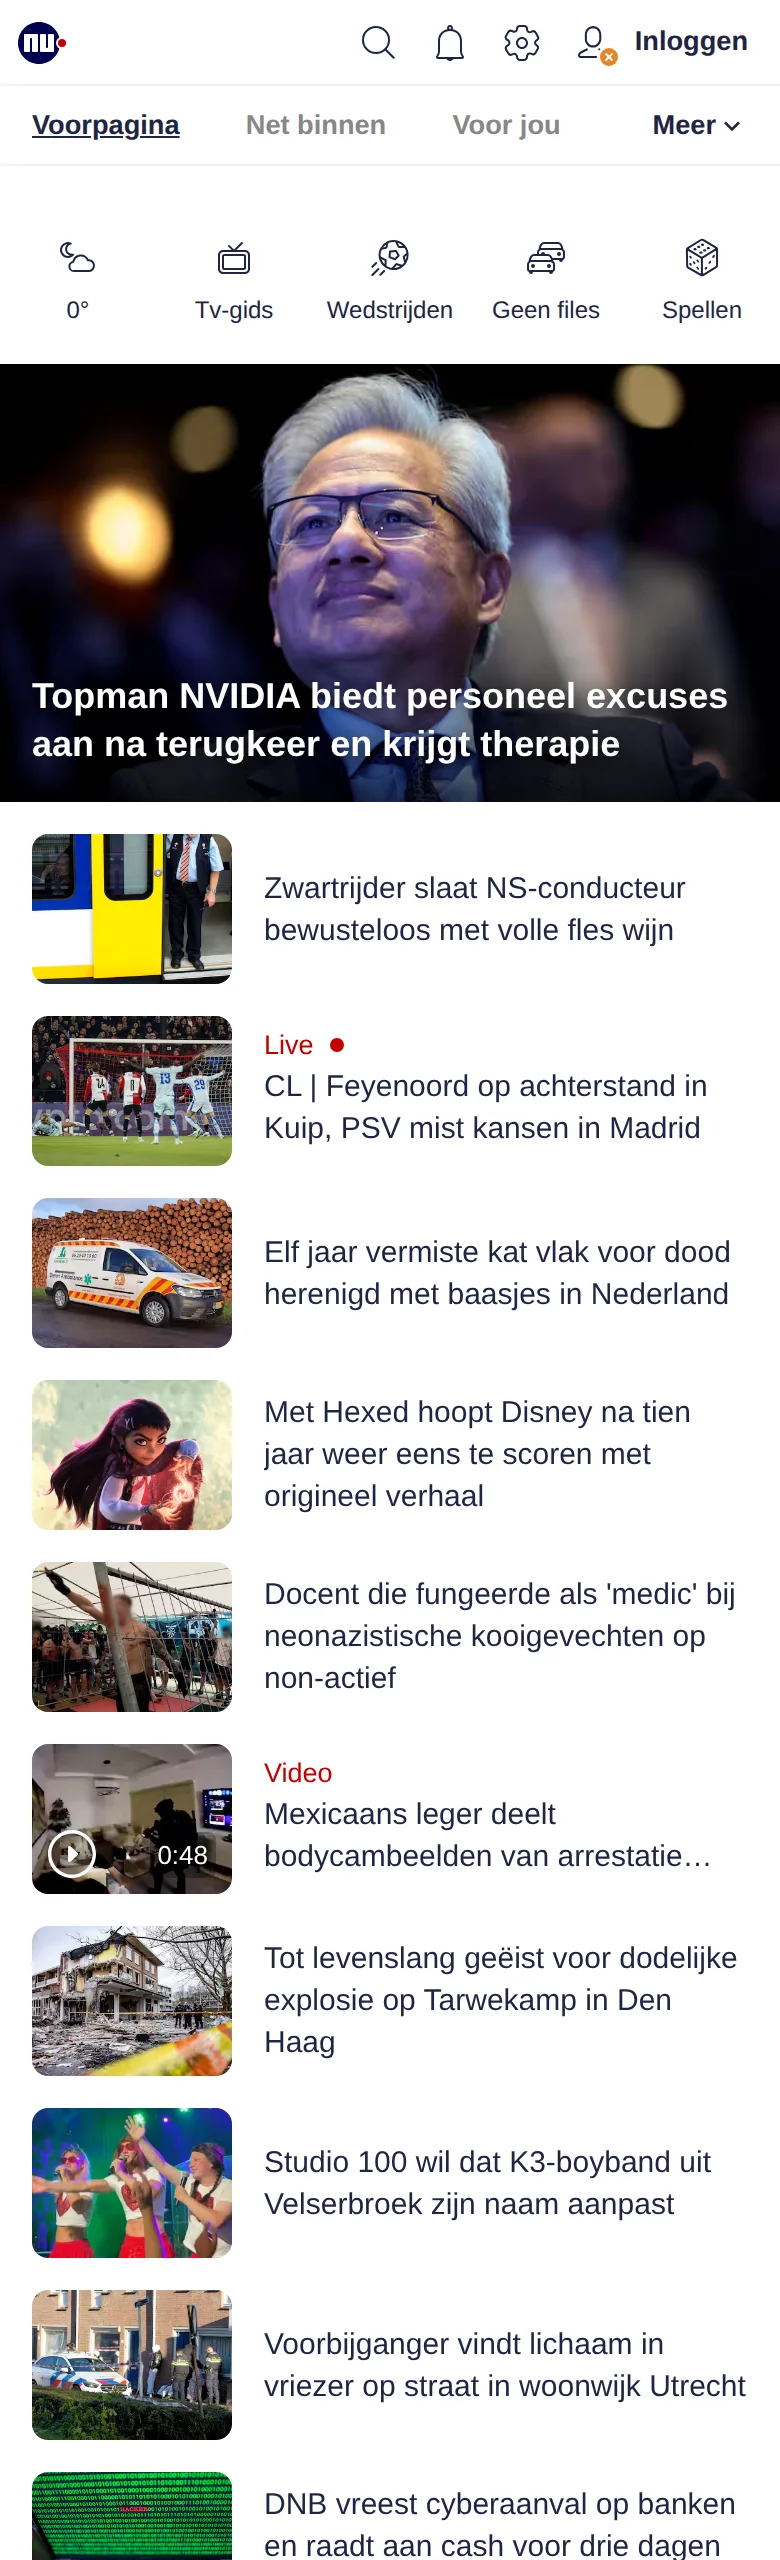 nu
Inloggen
Voorpagina
Net binnen
Voor jou
Meer
0°
Tv-gids
Wedstrijden
Geen files
Spellen
Topman NVIDIA biedt personeel excuses
aan na terugkeer en krijgt therapie
Zwartrijder slaat NS-conducteur
bewusteloos met volle fles wijn
Live
CL | Feyenoord op achterstand in
Kuip, PSV mist kansen in Madrid
14
8
13
29
Elf jaar vermiste kat vlak voor dood
herenigd met baasjes in Nederland
Met Hexed hoopt Disney na tien
jaar weer eens te scoren met
origineel verhaal
Docent die fungeerde als 'medic' bij
neonazistische kooigevechten op
non-actief
Video
Mexicaans leger deelt
bodycambeelden van arrestatie…
0:48
Tot levenslang geëist voor dodelijke
explosie op Tarwekamp in Den
Haag
Studio 100 wil dat K3-boyband uit
Velserbroek zijn naam aanpast
Voorbijganger vindt lichaam in
vriezer op straat in woonwijk Utrecht
DNB vreest cyberaanval op banken
en raadt aan cash voor drie dagen